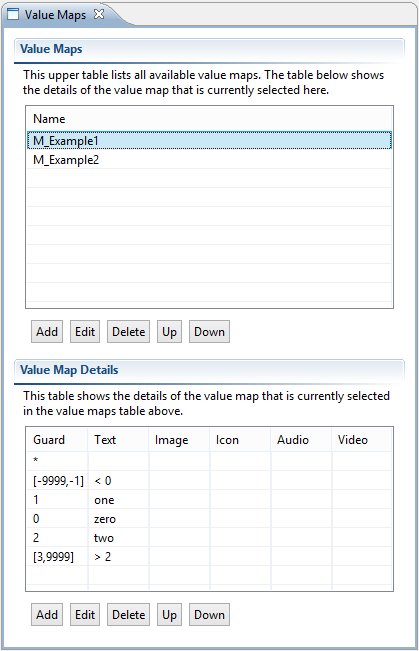 Value Maps
Value Maps
This upper table lists all available value maps. The table below shows
the details of the value map that is currently selected here.
Name
M_Example1
M_Example2
Add Edit Delete Up Down
Value Map Details
This table shows the details of the value map that is currently selected
in the value maps table above.
Guard Text Image Icon Audio Video
*
[-9999,-1] < 0
1 one
0 zero
2 two
[3,9999] > 2
Add Edit Delete Up Down